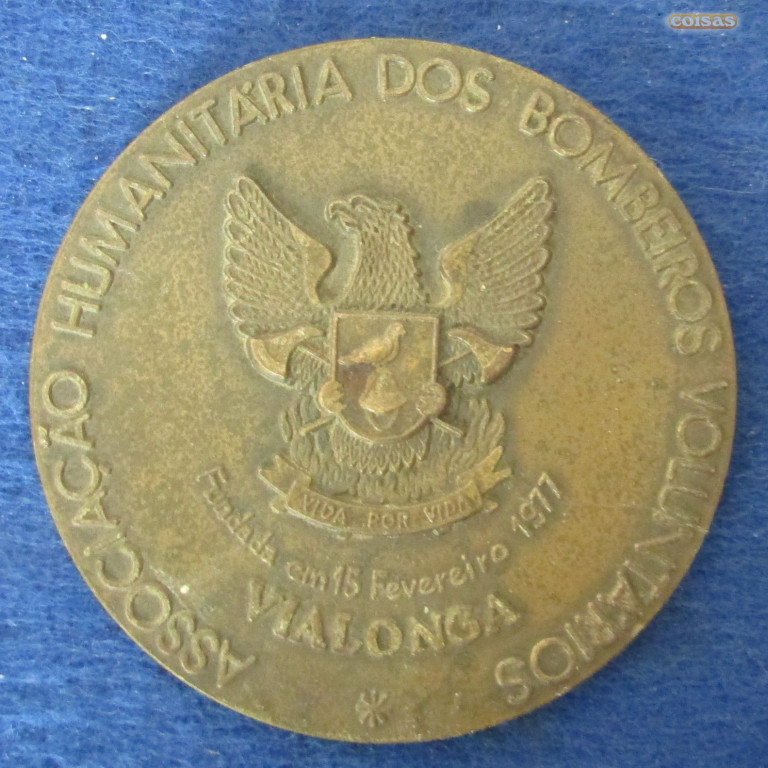 coisas
ASSOCIAÇÃO HUMANITÁRIA DOS BOMBEIROS VOLUNTÁRIOS
VIDA POR VIDA
Fundada em 15 Fevereiro 1977
VIALONGA